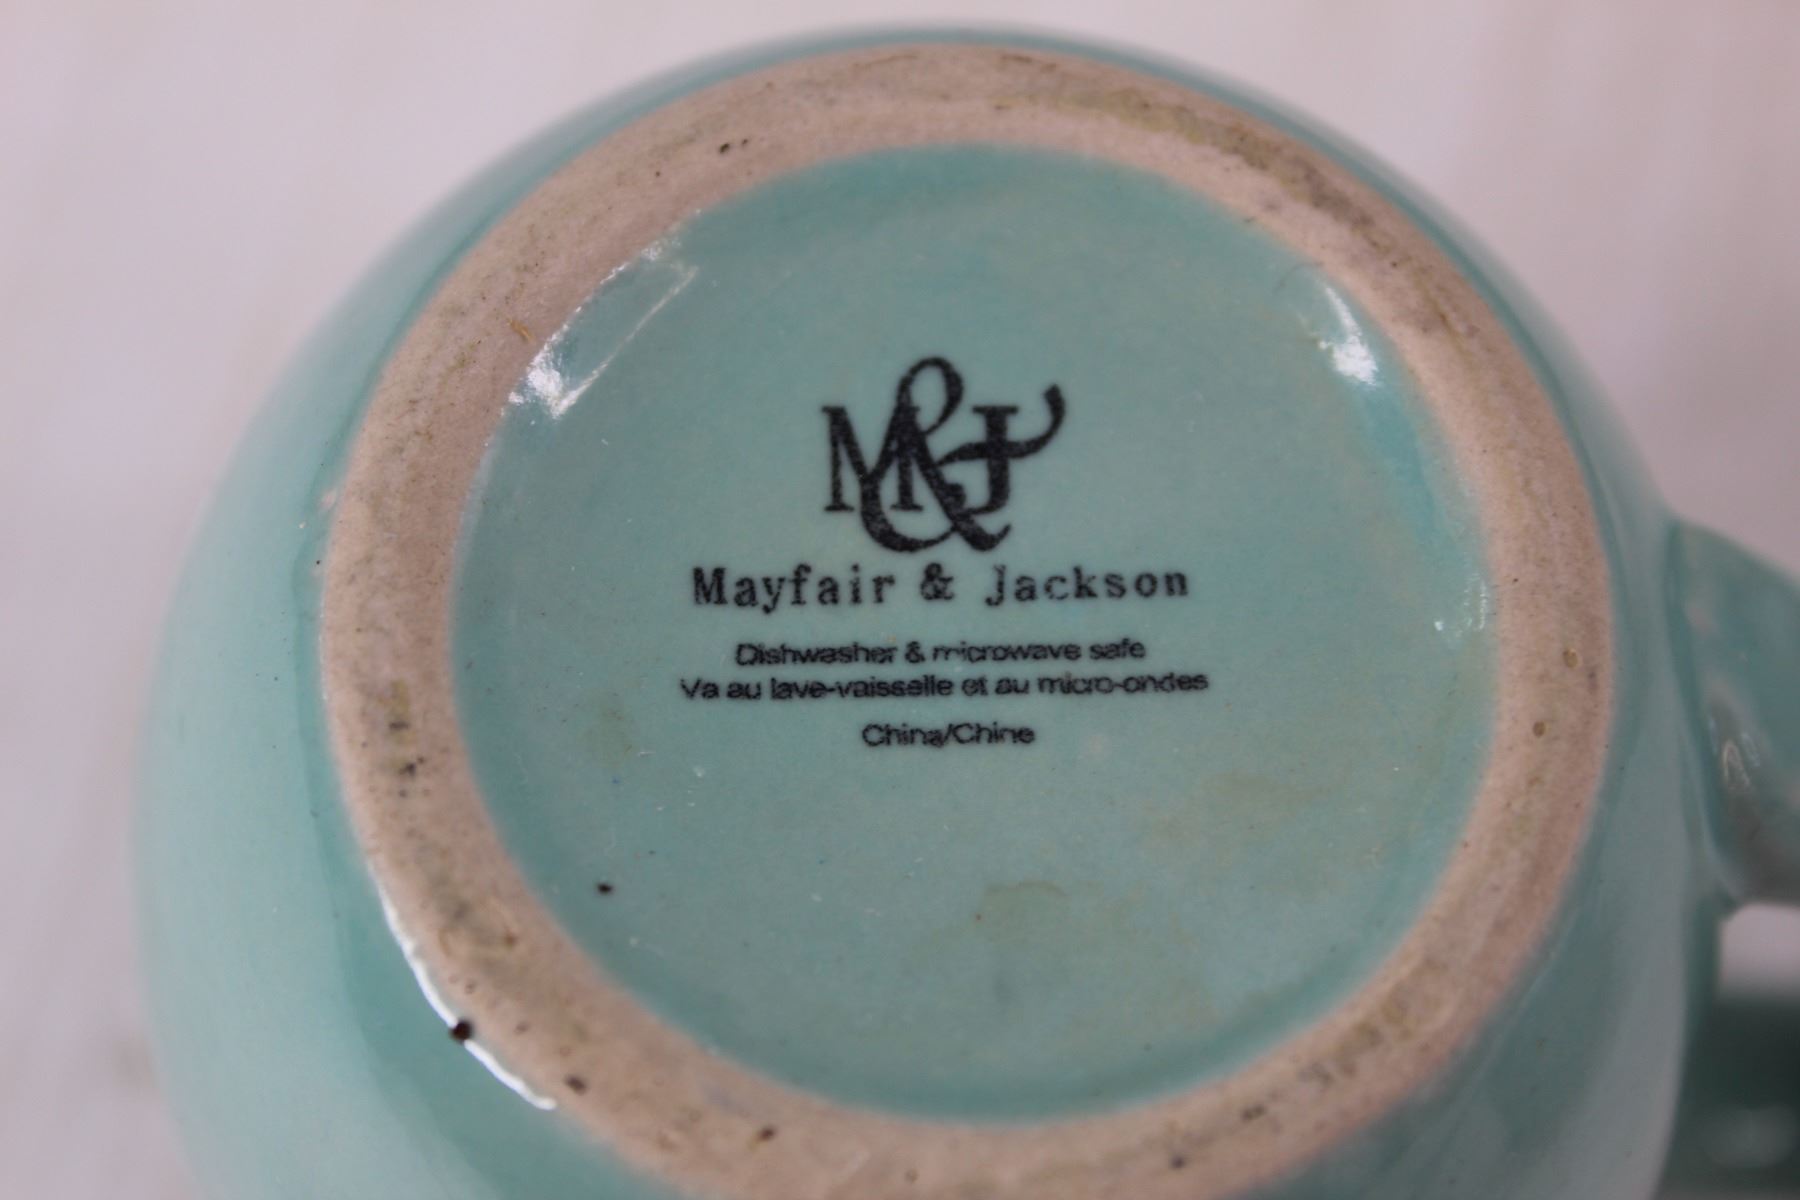 M&J
Mayfair & Jackson
Dishwasher & microwave safe
Va au lave-vaisselle et au micro-ondes
China/Chine